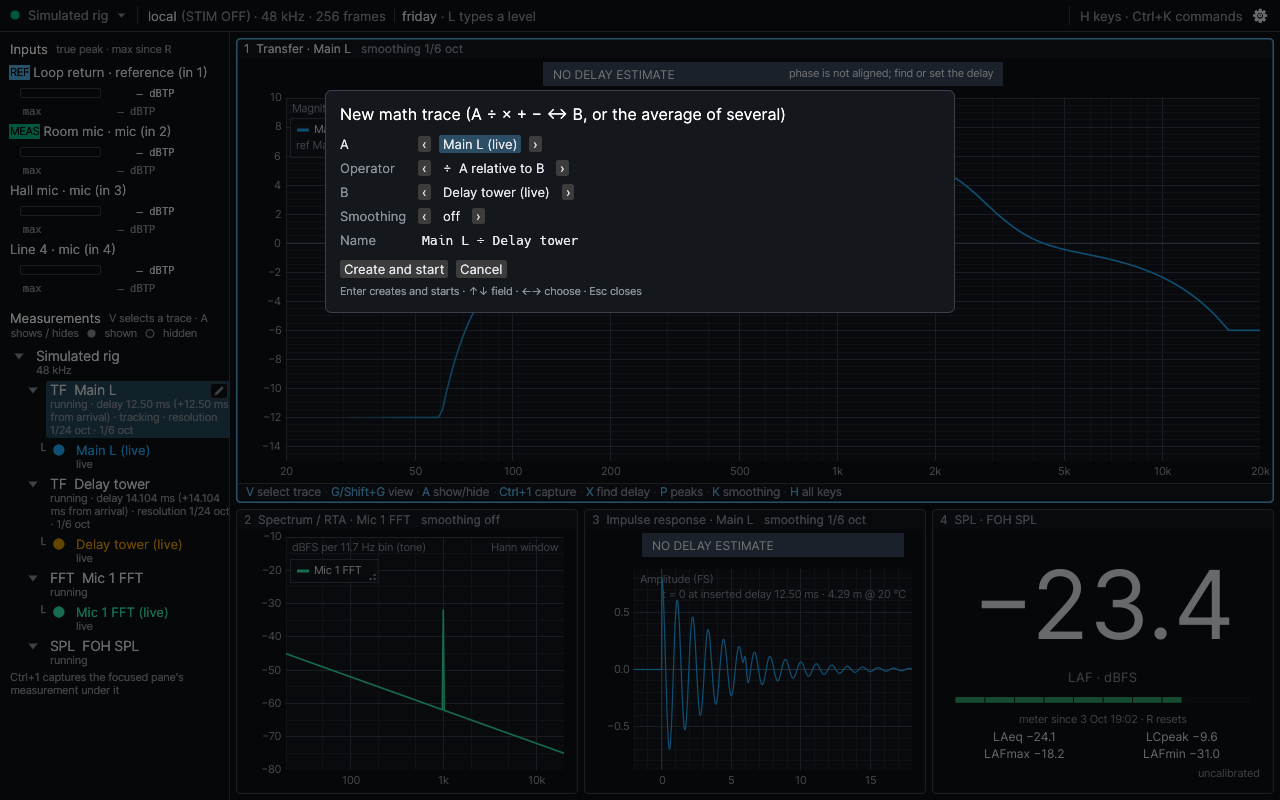 Simulated rig
local (STIM OFF) · 48 kHz · 256 frames
friday · L types a level
H keys · Ctrl+K commands
Inputs true peak · max since R
REF Loop return · reference (in 1)
– dBTP
max – dBTP
MEAS Room mic · mic (in 2)
– dBTP
max – dBTP
Hall mic · mic (in 3)
– dBTP
max – dBTP
Line 4 · mic (in 4)
– dBTP
max – dBTP
Measurements V selects a trace · A
shows / hides shown hidden
Simulated rig
48 kHz
TF Main L
running · delay 12.50 ms (+12.50 ms
from arrival) · tracking · resolution
1/24 oct · 1/6 oct
Main L (live)
live
TF Delay tower
running · delay 14.104 ms (+14.104
ms from arrival) · resolution 1/24 oct
· 1/6 oct
Delay tower (live)
live
FFT Mic 1 FFT
running
Mic 1 FFT (live)
live
SPL FOH SPL
running
Ctrl+1 captures the focused pane's
measurement under it
1 Transfer · Main L smoothing 1/6 oct
NO DELAY ESTIMATE phase is not aligned; find or set the delay
New math trace (A ÷ × + − ↔ B, or the average of several)
A ‹ Main L (live) ›
Operator ‹ ÷ A relative to B ›
B ‹ Delay tower (live) ›
Smoothing ‹ off ›
Name Main L ÷ Delay tower
Create and start Cancel
Enter creates and starts · ↑↓ field · ←→ choose · Esc closes
10
8
6
4
2
0
−2
−4
−6
−8
−10
−12
−14
20 50 100 200 500 1k 2k 5k 10k 20k
V select trace · G/Shift+G view · A show/hide · Ctrl+1 capture · X find delay · P peaks · K smoothing · H all keys
2 Spectrum / RTA · Mic 1 FFT smoothing off
dBFS per 11.7 Hz bin (tone) Hann window
Mic 1 FFT
−10
−20
−30
−40
−50
−60
−70
−80
100 1k 10k
3 Impulse response · Main L smoothing 1/6 oct
NO DELAY ESTIMATE
Amplitude (FS)
t = 0 at inserted delay 12.50 ms · 4.29 m @ 20 °C
0.5
0.0
−0.5
0 5 10 15
4 SPL · FOH SPL
−23.4
LAF · dBFS
meter since 3 Oct 19:02 · R resets
LAeq −24.1 LCpeak −9.6
LAFmax −18.2 LAFmin −31.0
uncalibrated